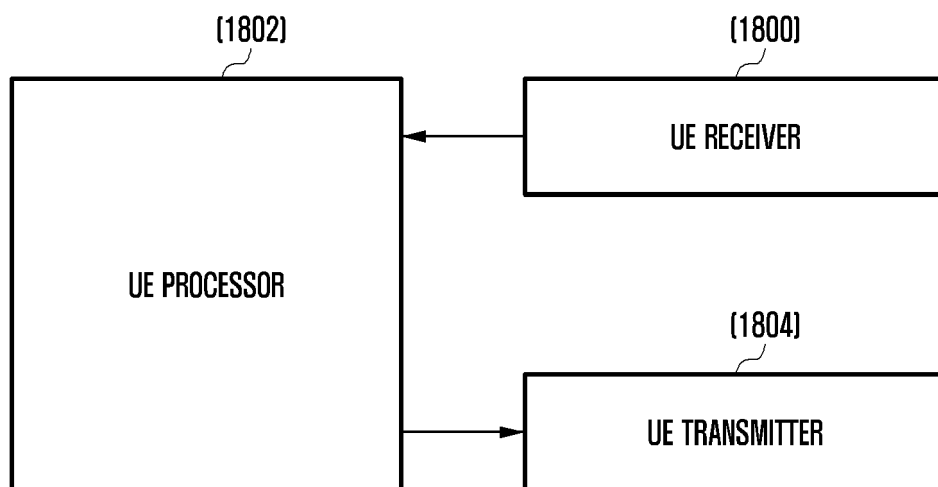 (1802)
(1800)
UE RECEIVER
UE PROCESSOR
(1804)
UE TRANSMITTER